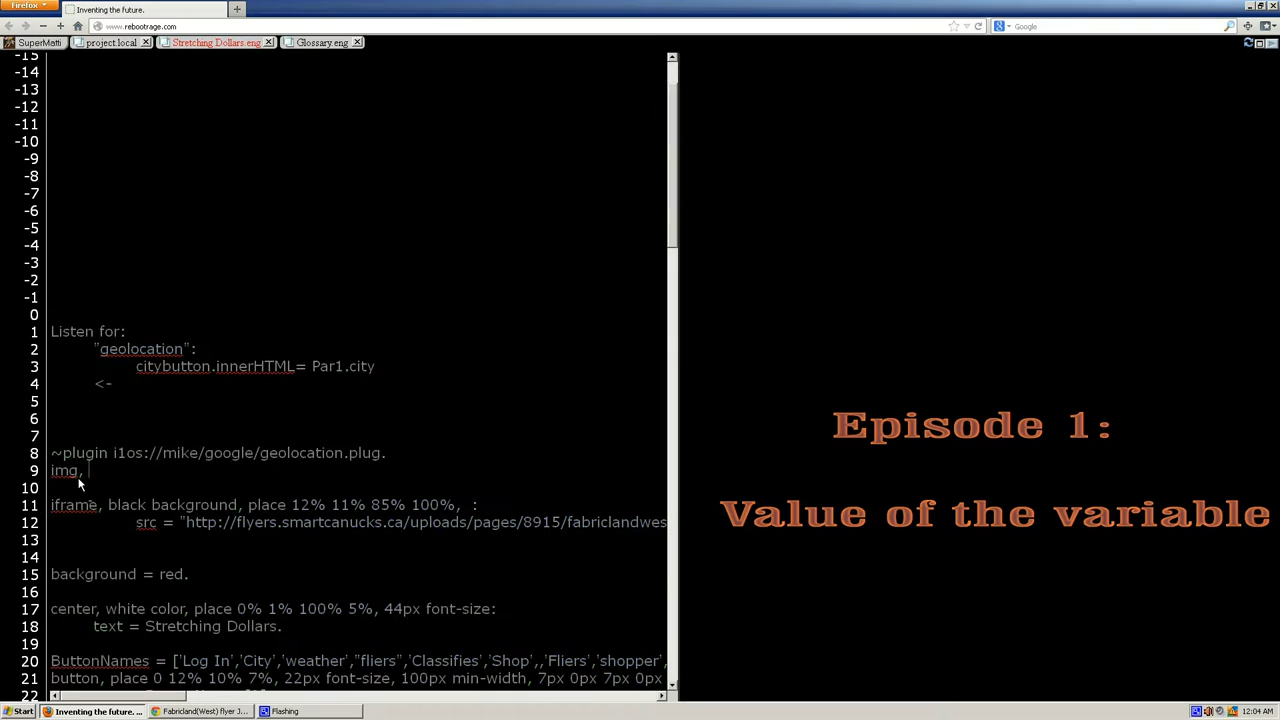 Firefox
Inventing the future.
www.rebootrage.com
Google
SuperMatti
project.local
Stretching Dollars.eng
Glossary.eng
-15
-14
-13
-12
-11
-10
-9
-8
-7
-6
-5
-4
-3
-2
-1
0
1 Listen for:
2 "geolocation":
3 citybutton.innerHTML= Par1.city
4 <-
5
6
7
8 ~plugin i1os://mike/google/geolocation.plug.
9 img,
10
11 iframe, black background, place 12% 11% 85% 100%, :
12 src = "http://flyers.smartcanucks.ca/uploads/pages/8915/fabriclandwes
13
14
15 background = red.
16
17 center, white color, place 0% 1% 100% 5%, 44px font-size:
18 text = Stretching Dollars.
19
20 ButtonNames = ['Log In','City','weather',"fliers",'Classifies','Shop',,'Fliers','shopper',
21 button, place 0 12% 10% 7%, 22px font-size, 100px min-width, 7px 0px 7px 0px
22
Episode 1:
Value of the variable
Start
Inventing the future. ...
Fabricland(West) flyer J...
Flashing
12:04 AM